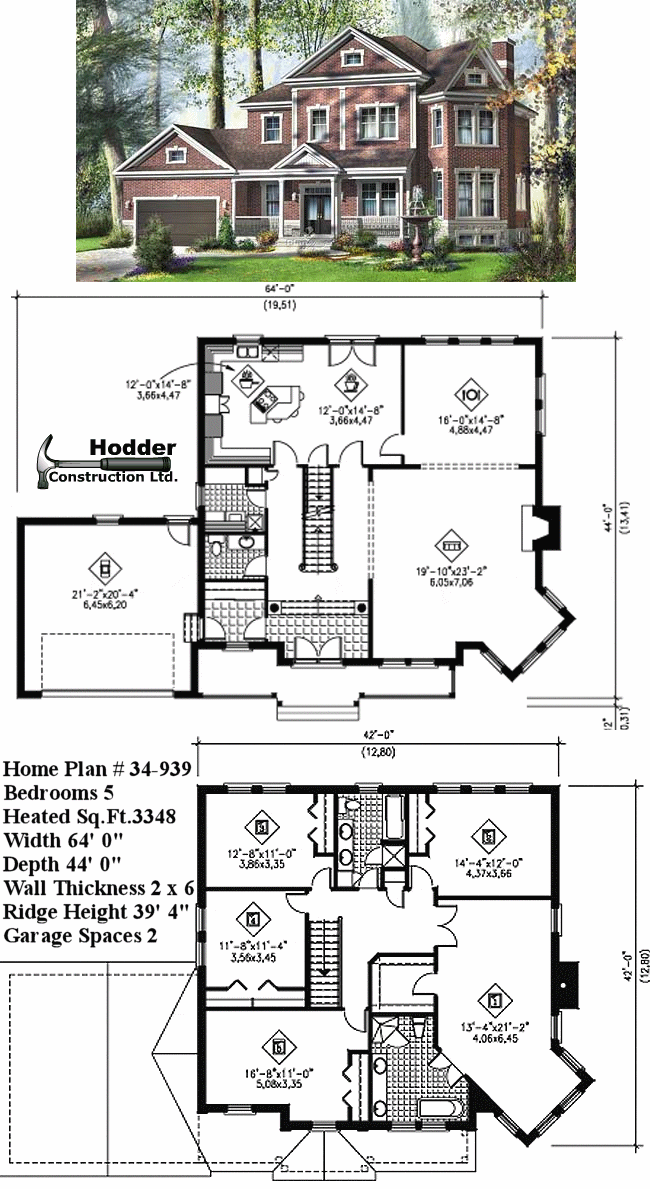 64'-0"
(19,51)
12'-0"x14'-8"
3,66x4,47
12'-0"x14'-8"
3,66x4,47
16'-0"x14'-8"
4,88x4,47
Hodder
Construction Ltd.
44'-0"
(13,41)
19'-10"x23'-2"
6,05x7,06
21'-2"x20'-4"
6,45x6,20
12"
0,31)
42'-0"
(12,80)
Home Plan # 34-939
Bedrooms 5
Heated Sq.Ft.3348
Width 64' 0"
Depth 44' 0"
Wall Thickness 2 x 6
Ridge Height 39' 4"
Garage Spaces 2
12'-8"x11'-0"
3,86x3,35
14'-4"x12'-0"
4,37x3,66
11'-8"x11'-4"
3,56x3,45
42'-0"
(12,80)
1
13'-4"x21'-2"
4,06x6,45
16'-8"x11'-0"
5,08x3,35